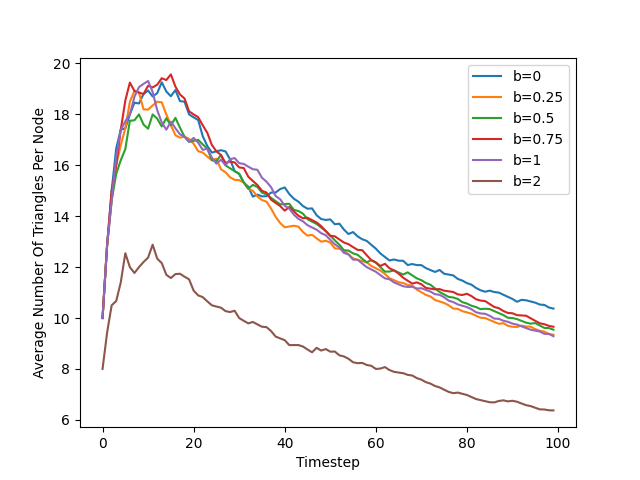 20
18
16
14
12
10
8
6
Average Number Of Triangles Per Node
b=0
b=0.25
b=0.5
b=0.75
b=1
b=2
0 20 40 60 80 100
Timestep